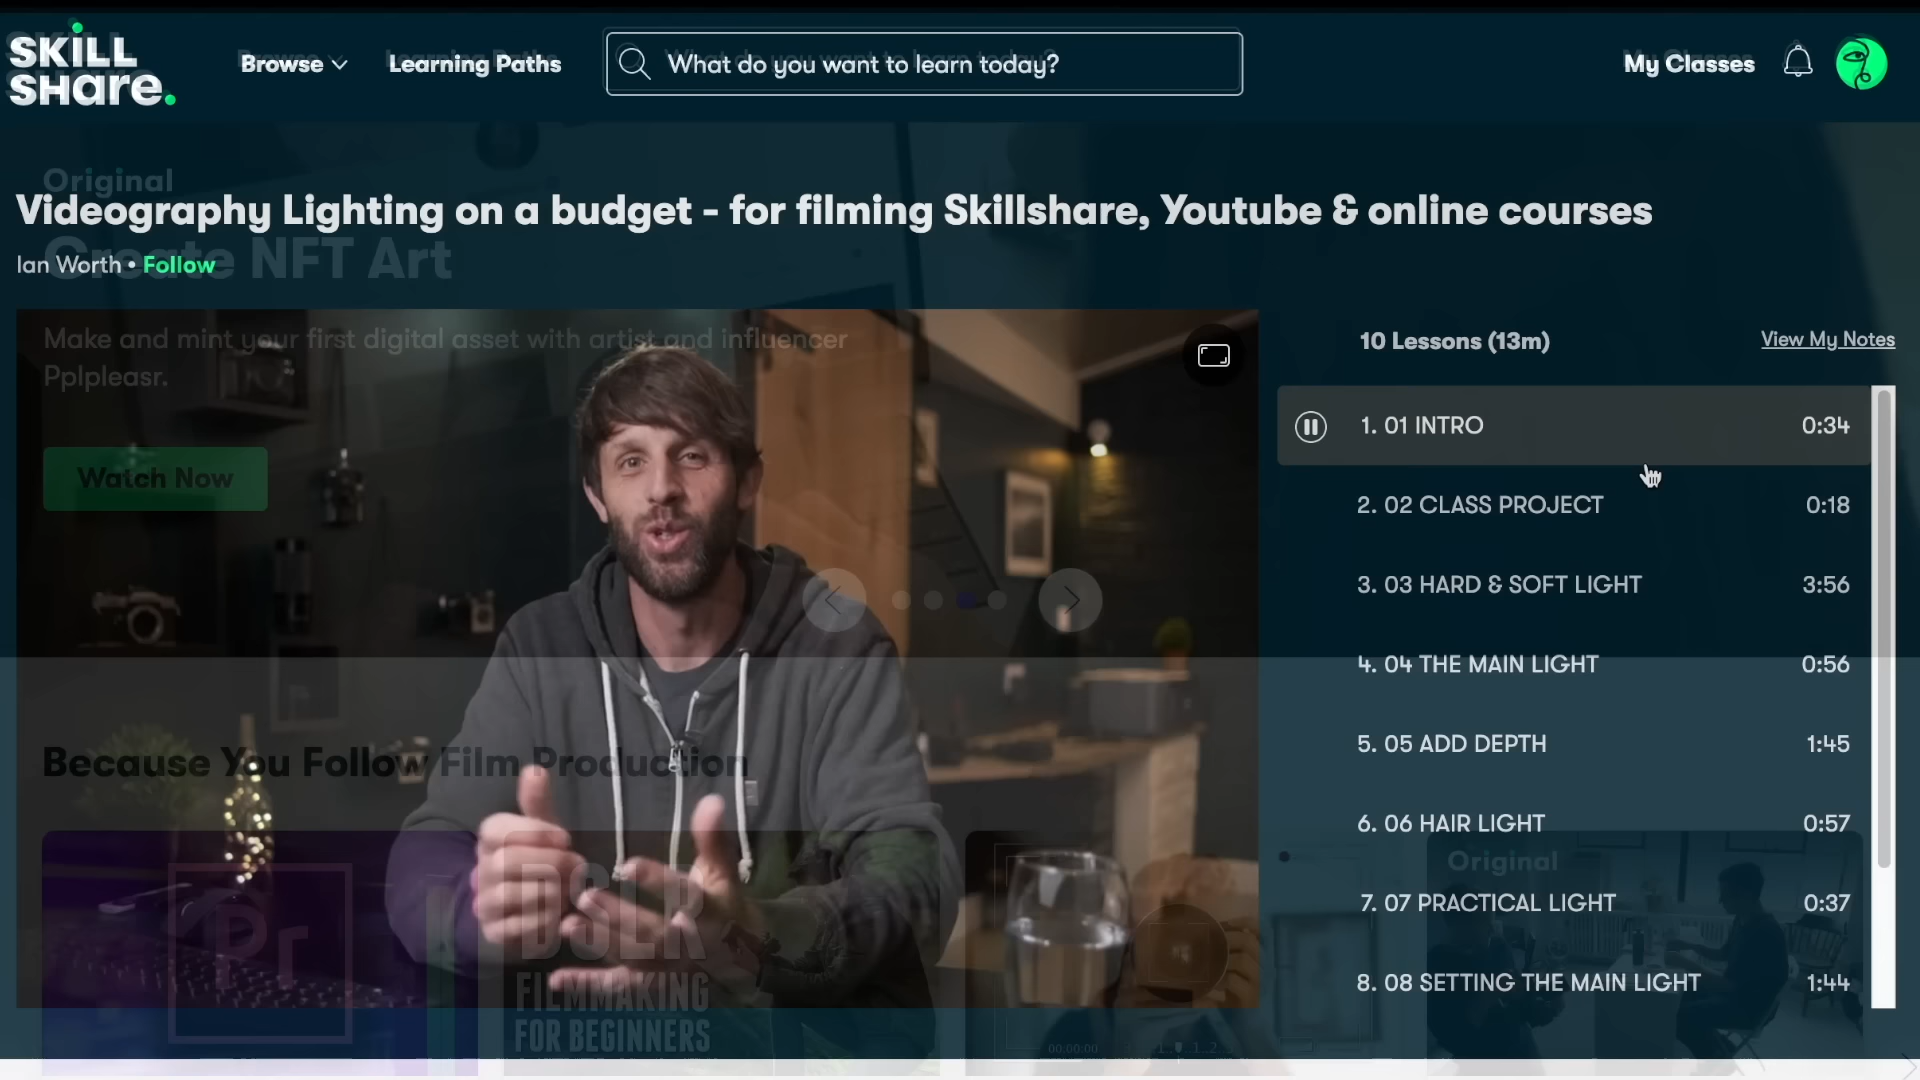 SKILL
SHare.
Browse
Learning Paths
What do you want to learn today?
My Classes
Original
Videography Lighting on a budget - for filming Skillshare, Youtube & online courses
Create NFT Art
Ian Worth • Follow
Make and mint your first digital asset with artist and influencer
Pplpleasr.
Watch Now
10 Lessons (13m)
View My Notes
1. 01 INTRO 0:34
2. 02 CLASS PROJECT 0:18
3. 03 HARD & SOFT LIGHT 3:56
4. 04 THE MAIN LIGHT 0:56
5. 05 ADD DEPTH 1:45
6. 06 HAIR LIGHT 0:57
7. 07 PRACTICAL LIGHT 0:37
8. 08 SETTING THE MAIN LIGHT 1:44
Because You Follow Film Production
Pr
DSLR
FILMMAKING
FOR BEGINNERS
00:00:00
Original